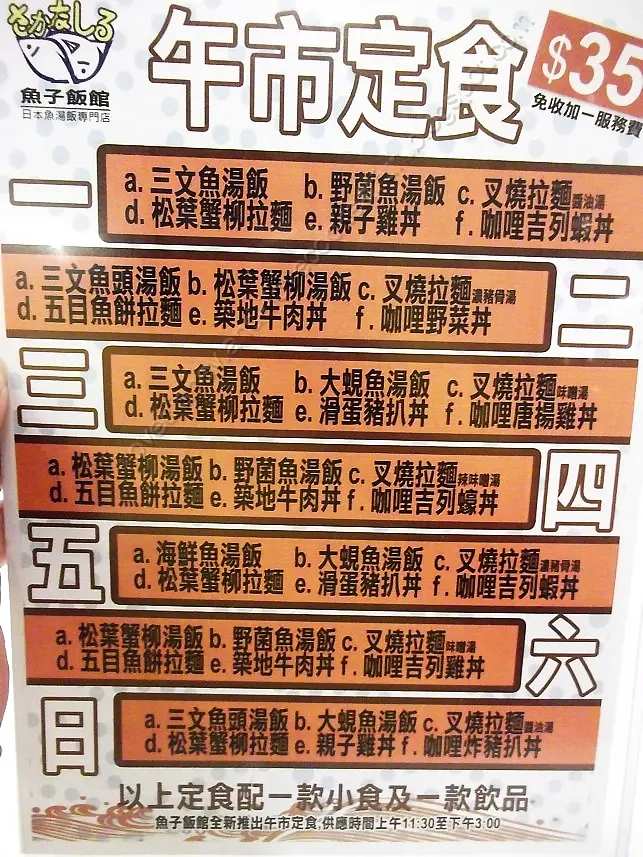 さかなしる
魚子飯館
日本魚湯飯專門店
午市定食
$35
免收加一服務費
一
a. 三文魚湯飯 b. 野菌魚湯飯 c. 叉燒拉麵醬油湯
d. 松葉蟹柳拉麵 e. 親子雞丼 f. 咖哩吉列蝦丼
二
a. 三文魚頭湯飯 b. 松葉蟹柳湯飯 c. 叉燒拉麵濃豬骨湯
d. 五目魚餅拉麵 e. 築地牛肉丼 f. 咖哩野菜丼
三
a. 三文魚湯飯 b. 大蜆魚湯飯 c. 叉燒拉麵味噌湯
d. 松葉蟹柳拉麵 e. 滑蛋豬扒丼 f. 咖哩唐揚雞丼
四
a. 松葉蟹柳湯飯 b. 野菌魚湯飯 c. 叉燒拉麵辣味噌湯
d. 五目魚餅拉麵 e. 築地牛肉丼 f. 咖哩吉列蠔丼
五
a. 海鮮魚湯飯 b. 大蜆魚湯飯 c. 叉燒拉麵濃豬骨湯
d. 松葉蟹柳拉麵 e. 滑蛋豬扒丼 f. 咖哩吉列蝦丼
六
a. 松葉蟹柳湯飯 b. 野菌魚湯飯 c. 叉燒拉麵味噌湯
d. 五目魚餅拉麵 e. 築地牛肉丼 f. 咖哩吉列雞丼
日
a. 三文魚頭湯飯 b. 大蜆魚湯飯 c. 叉燒拉麵醬油湯
d. 松葉蟹柳拉麵 e. 親子雞丼 f. 咖哩炸豬扒丼
以上定食配一款小食及一款飲品
魚子飯館全新推出午市定食,供應時間上午11:30至下午3:00